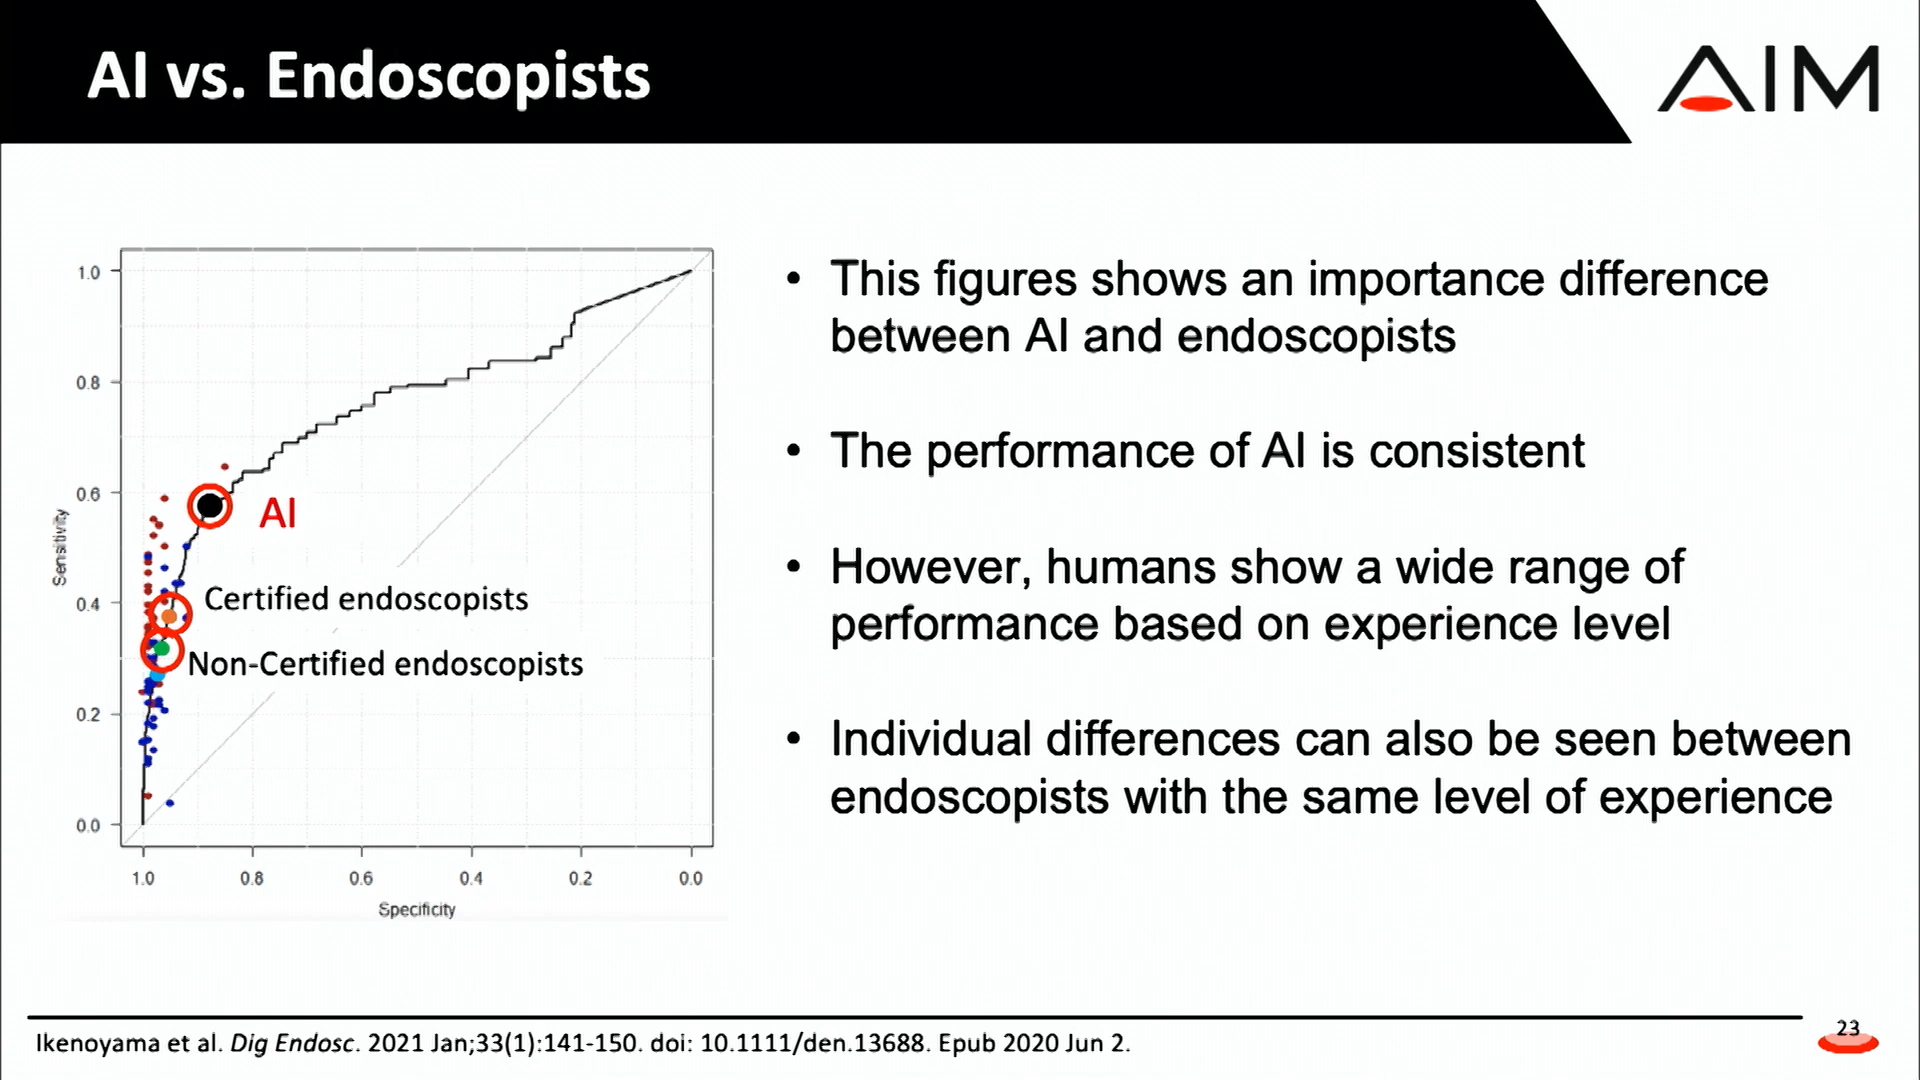 AI vs. Endoscopists
AIM
1.0
0.8
0.6
0.4
0.2
0.0
Sensitivity
AI
Certified endoscopists
Non-Certified endoscopists
1.0 0.8 0.6 0.4 0.2 0.0
Specificity
• This figures shows an importance difference
between AI and endoscopists
• The performance of AI is consistent
• However, humans show a wide range of
performance based on experience level
• Individual differences can also be seen between
endoscopists with the same level of experience
Ikenoyama et al. Dig Endosc. 2021 Jan;33(1):141-150. doi: 10.1111/den.13688. Epub 2020 Jun 2.
23